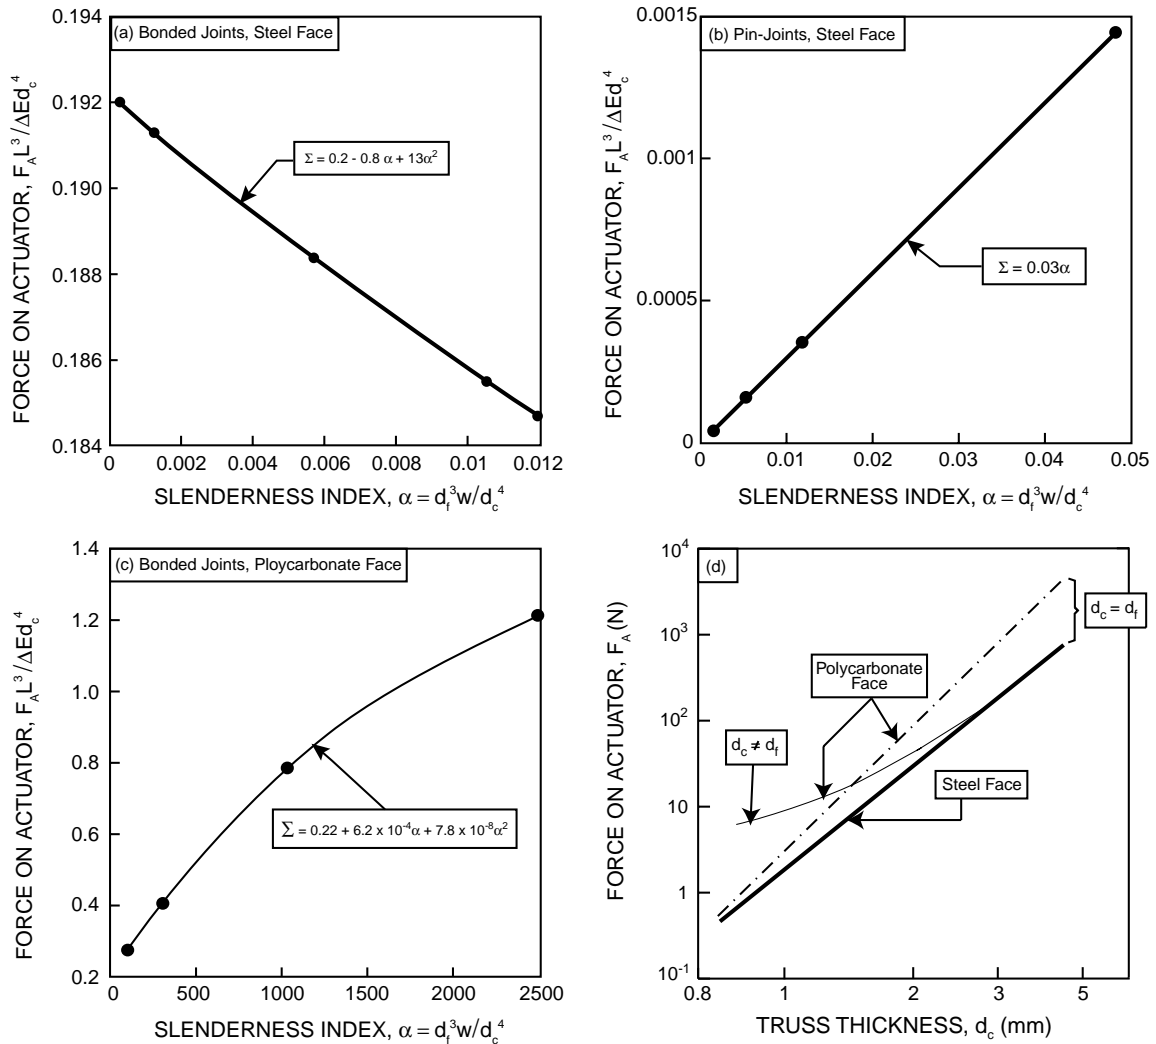 (a) Bonded Joints, Steel Face
FORCE ON ACTUATOR, F_A L^3/ΔEd_c^4
0.194
0.192
0.190
0.188
0.186
0.184
Σ = 0.2 - 0.8 α + 13α^2
0
0.002
0.004
0.006
0.008
0.01
0.012
SLENDERNESS INDEX, α = d_f^3w/d_c^4
(b) Pin-Joints, Steel Face
FORCE ON ACTUATOR, F_A L^3/ΔEd_c^4
0.0015
0.001
0.0005
0
Σ = 0.03α
0
0.01
0.02
0.03
0.04
0.05
SLENDERNESS INDEX, α = d_f^3w/d_c^4
(c) Bonded Joints, Ploycarbonate Face
FORCE ON ACTUATOR, F_A L^3/ΔEd_c^4
1.4
1.2
1.0
0.8
0.6
0.4
0.2
Σ = 0.22 + 6.2 x 10^-4α + 7.8 x 10^-8α^2
0
500
1000
1500
2000
2500
SLENDERNESS INDEX, α = d_f^3w/d_c^4
(d)
FORCE ON ACTUATOR, F_A (N)
10^4
10^3
10^2
10
1
10^-1
d_c = d_f
Polycarbonate
Face
d_c ≠ d_f
Steel Face
0.8
1
2
3
5
TRUSS THICKNESS, d_c (mm)